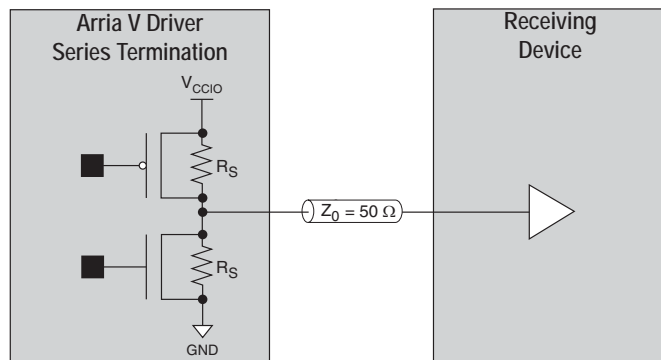 Arria V Driver
Series Termination
Receiving
Device
VCCIO
RS
Z0 = 50 Ω
RS
GND